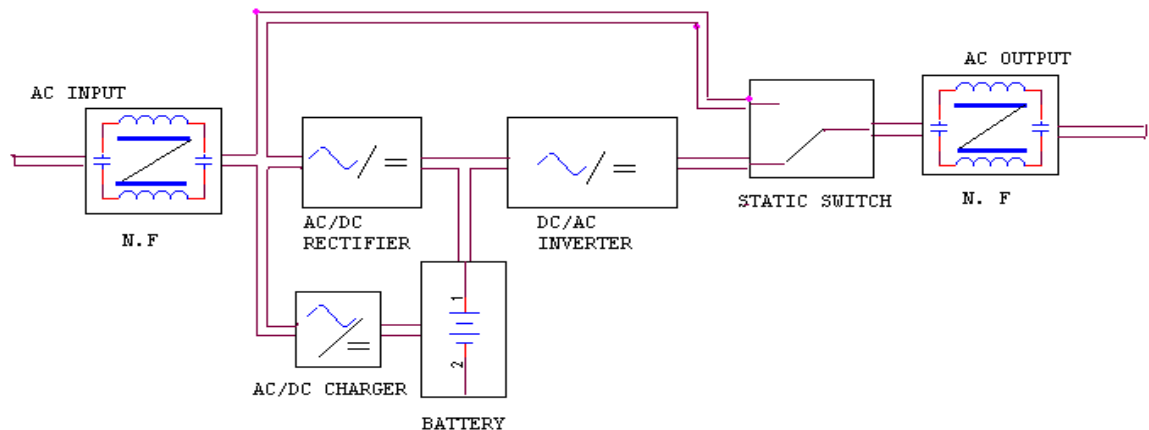 AC OUTPUT
AC INPUT
STATIC SWITCH
N. F
AC/DC
RECTIFIER
DC/AC
INVERTER
N.F
1
2
AC/DC CHARGER
BATTERY